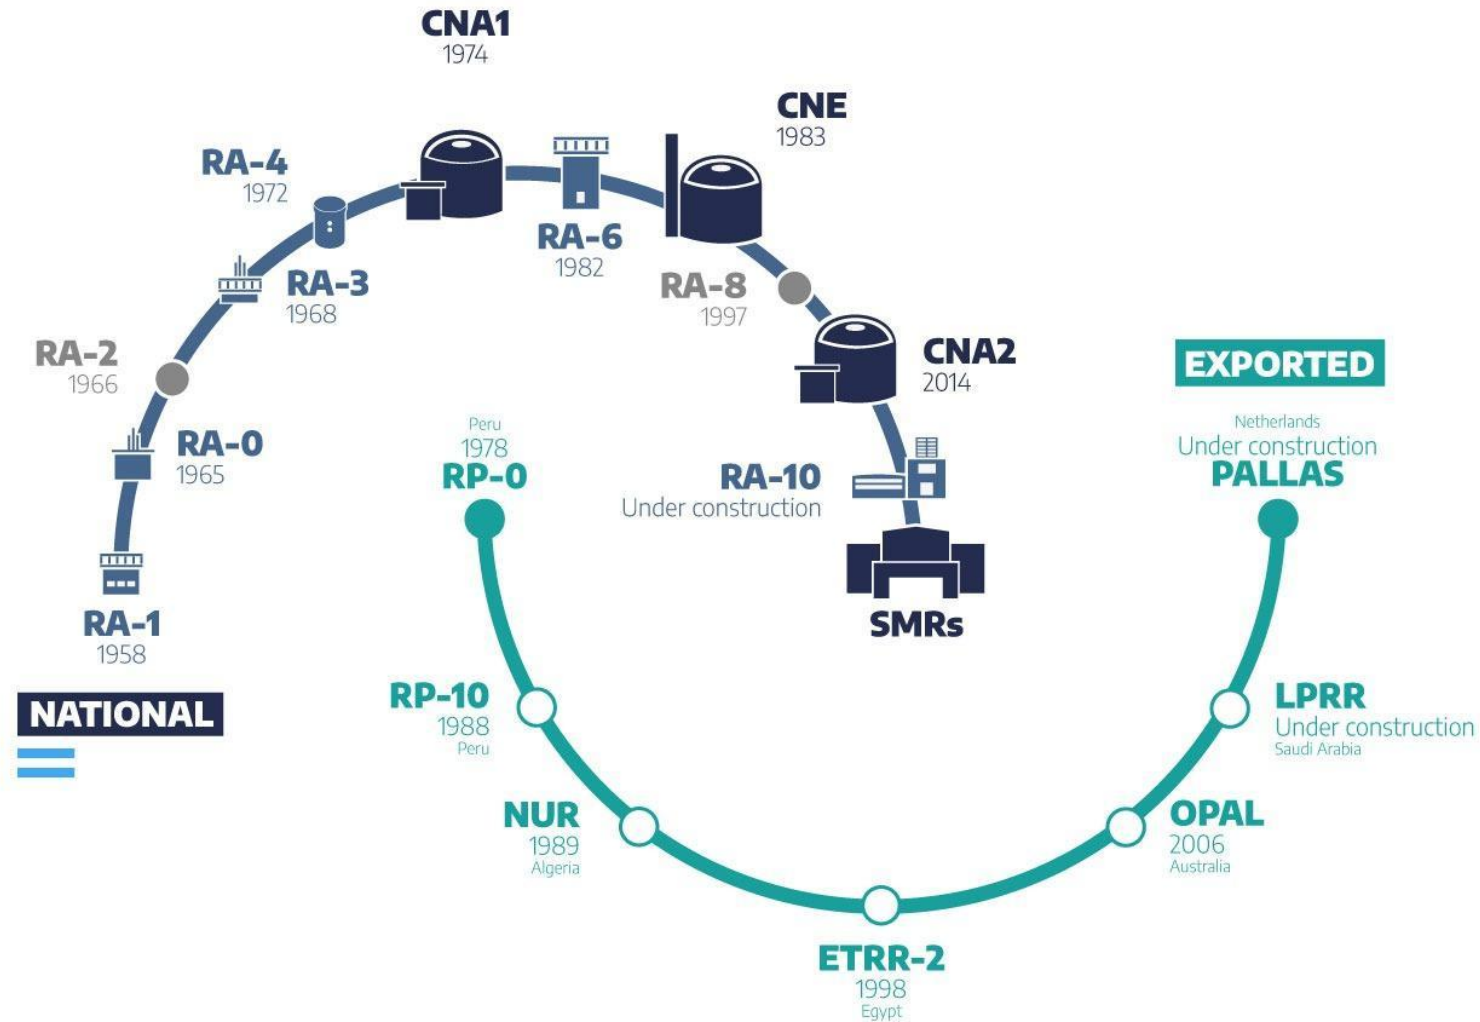 CNA1
1974
CNE
1983
RA-4
1972
RA-6
1982
RA-3
1968
RA-8
1997
RA-2
1966
CNA2
2014
RA-0
1965
RA-10
Under construction
RA-1
1958
SMRs
NATIONAL
EXPORTED
Peru
1978
RP-0
Netherlands
Under construction
PALLAS
RP-10
1988
Peru
LPRR
Under construction
Saudi Arabia
NUR
1989
Algeria
OPAL
2006
Australia
ETRR-2
1998
Egypt